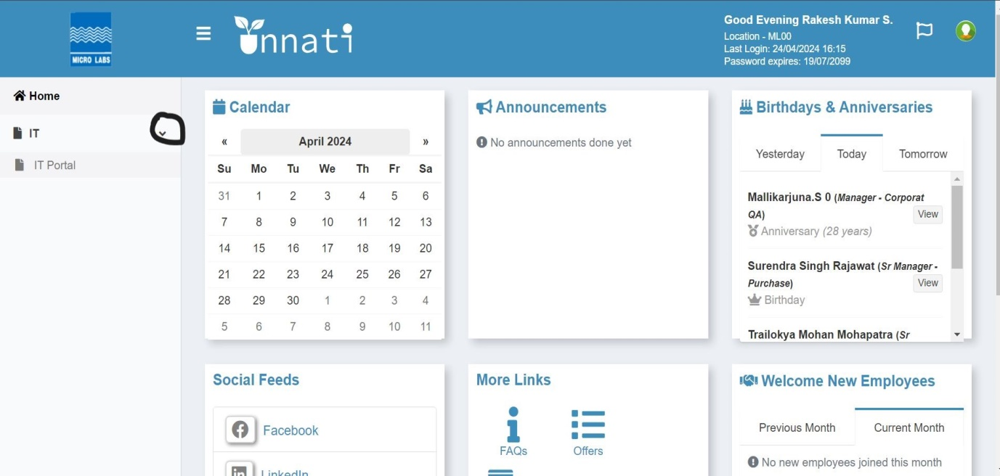 MICRO LABS
unnati
Good Evening Rakesh Kumar S.
Location - ML00
Last Login: 24/04/2024 16:15
Password expires: 19/07/2099
Home
IT
IT Portal
Calendar
« April 2024 »
Su Mo Tu We Th Fr Sa
31 1 2 3 4 5 6
7 8 9 10 11 12 13
14 15 16 17 18 19 20
21 22 23 24 25 26 27
28 29 30 1 2 3 4
5 6 7 8 9 10 11
Announcements
No announcements done yet
Birthdays & Anniversaries
Yesterday Today Tomorrow
Mallikarjuna.S 0 (Manager - Corporat
QA)
View
Anniversary (28 years)
Surendra Singh Rajawat (Sr Manager -
Purchase)
View
Birthday
Trailokya Mohan Mohapatra (Sr
Social Feeds
Facebook
LinkedIn
More Links
FAQs Offers
Welcome New Employees
Previous Month Current Month
No new employees joined this month